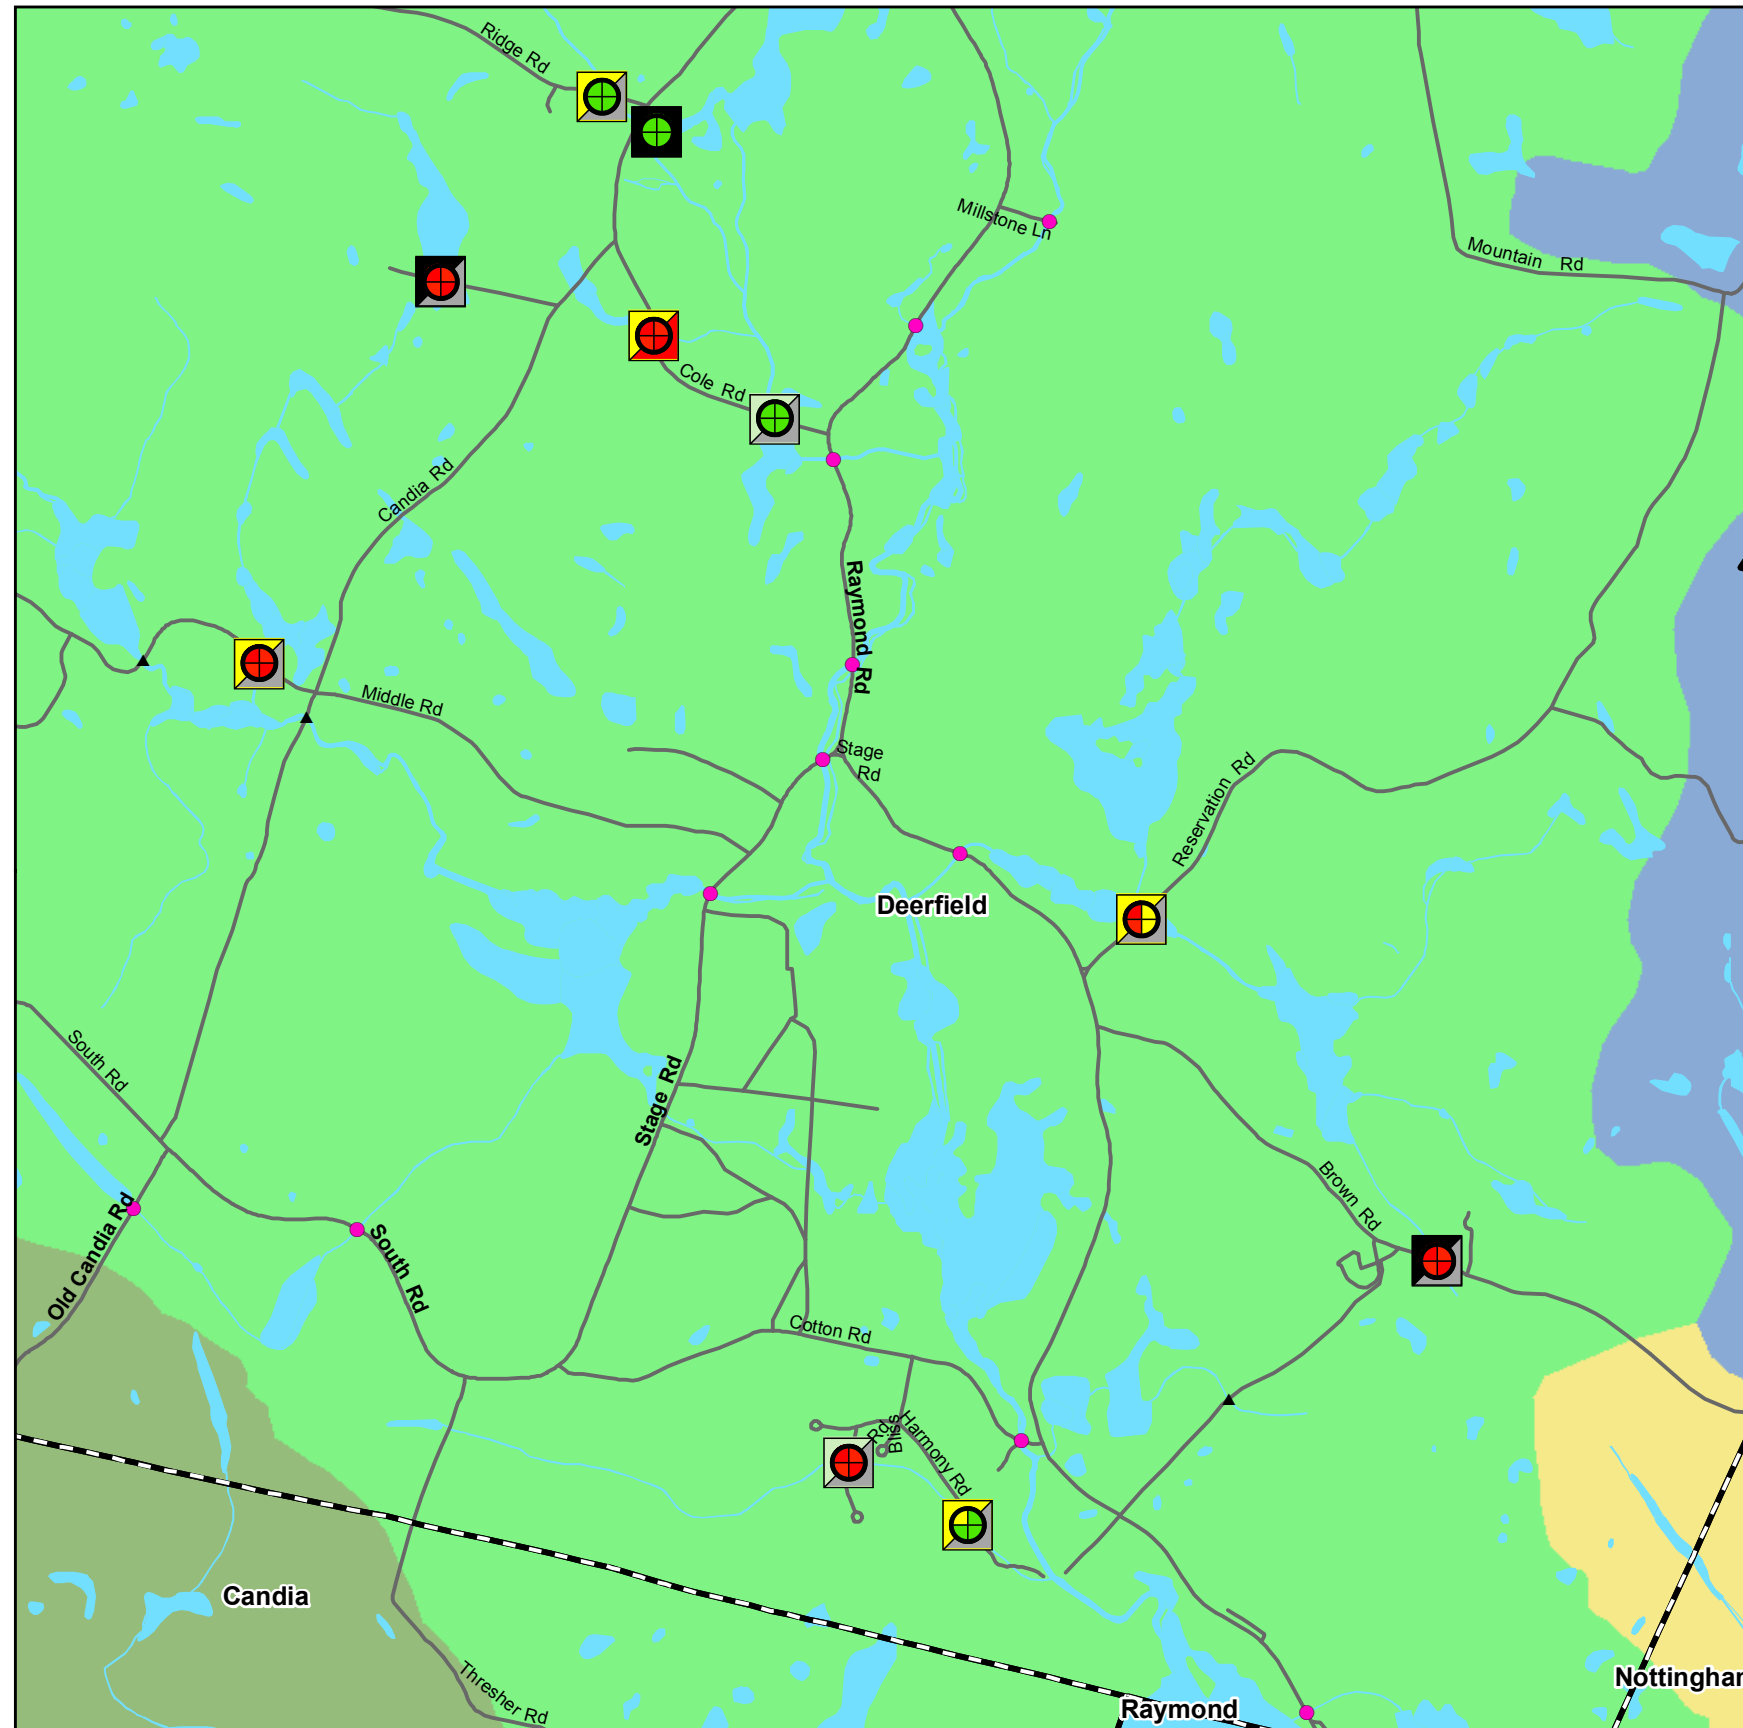 Ridge Rd
Millstone Ln
Mountain Rd
Cole Rd
Candia Rd
Raymond Rd
Middle Rd
Stage
Rd
Reservation Rd
Deerfield
South Rd
Stage Rd
Brown Rd
Old Candia Rd
South Rd
Cotton Rd
Bliss
Rd
Harmony Rd
Candia
Thresher Rd
Nottinghar
Raymond